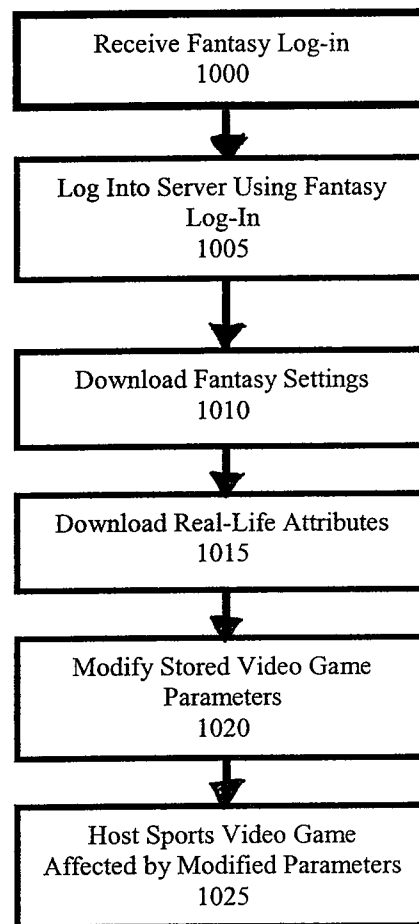 Receive Fantasy Log-in
1000
Log Into Server Using Fantasy
Log-In
1005
Download Fantasy Settings
1010
Download Real-Life Attributes
1015
Modify Stored Video Game
Parameters
1020
Host Sports Video Game
Affected by Modified Parameters
1025